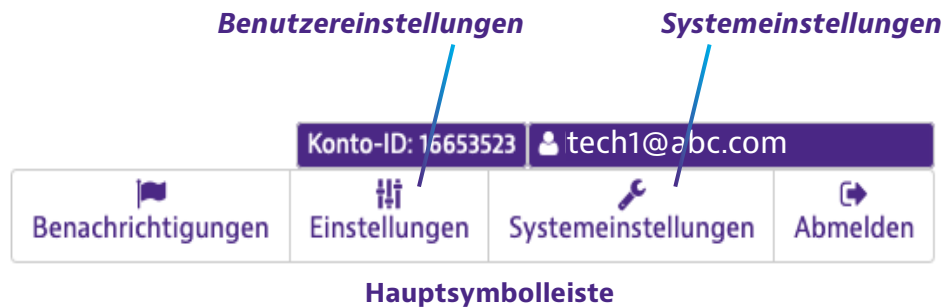 Benutzereinstellungen Systemeinstellungen
Konto-ID: 16653523 tech1@abc.com
Benachrichtigungen Einstellungen Systemeinstellungen Abmelden
Hauptsymbolleiste